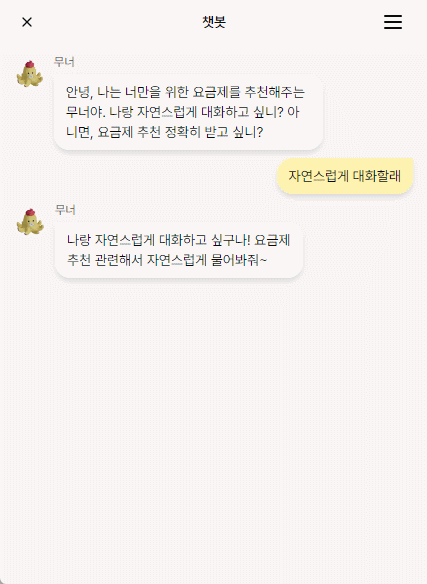 챗봇
무너
안녕, 나는 너만을 위한 요금제를 추천해주는
무너야. 나랑 자연스럽게 대화하고 싶니? 아
니면, 요금제 추천 정확히 받고 싶니?
자연스럽게 대화할래
무너
나랑 자연스럽게 대화하고 싶구나! 요금제
추천 관련해서 자연스럽게 물어봐줘~